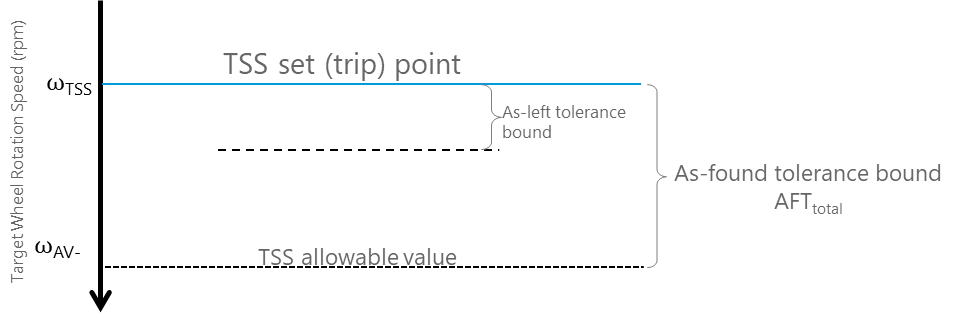 Target Wheel Rotation Speed (rpm)
TSS set (trip) point
ωTSS
As-left tolerance
bound
As-found tolerance bound
AFTtotal
ωAV-
TSS allowable value